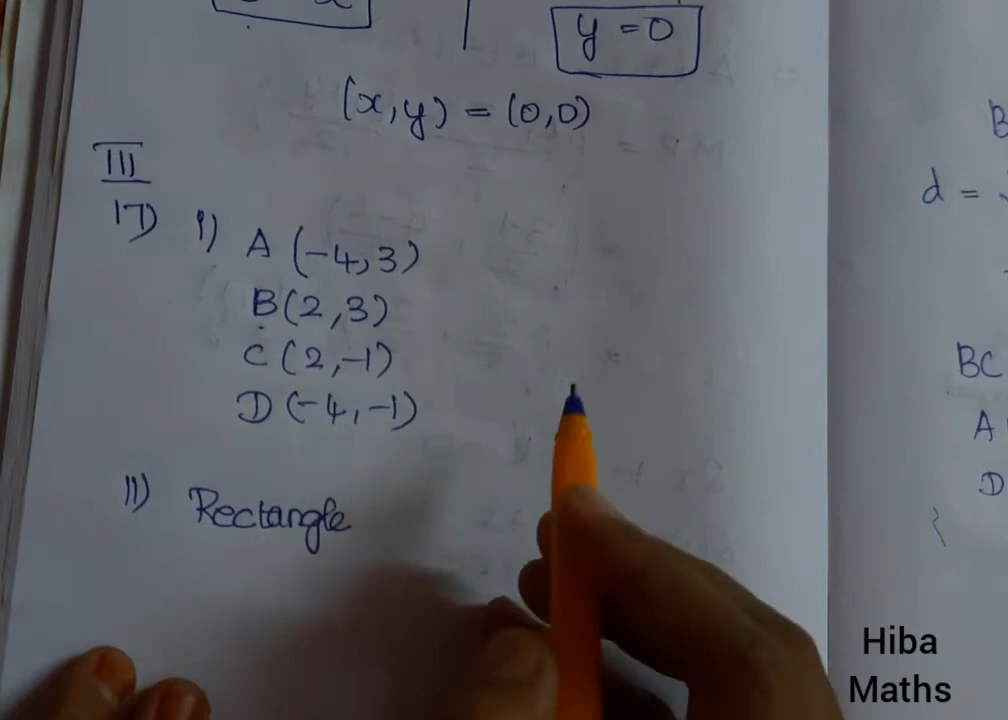 y = 0
(x,y) = (0,0)
III
17) i) A (-4,3)
B(2,3)
C (2,-1)
D (-4,-1)
II) Rectangle
B
d =
BC
A
D
Hiba
Maths